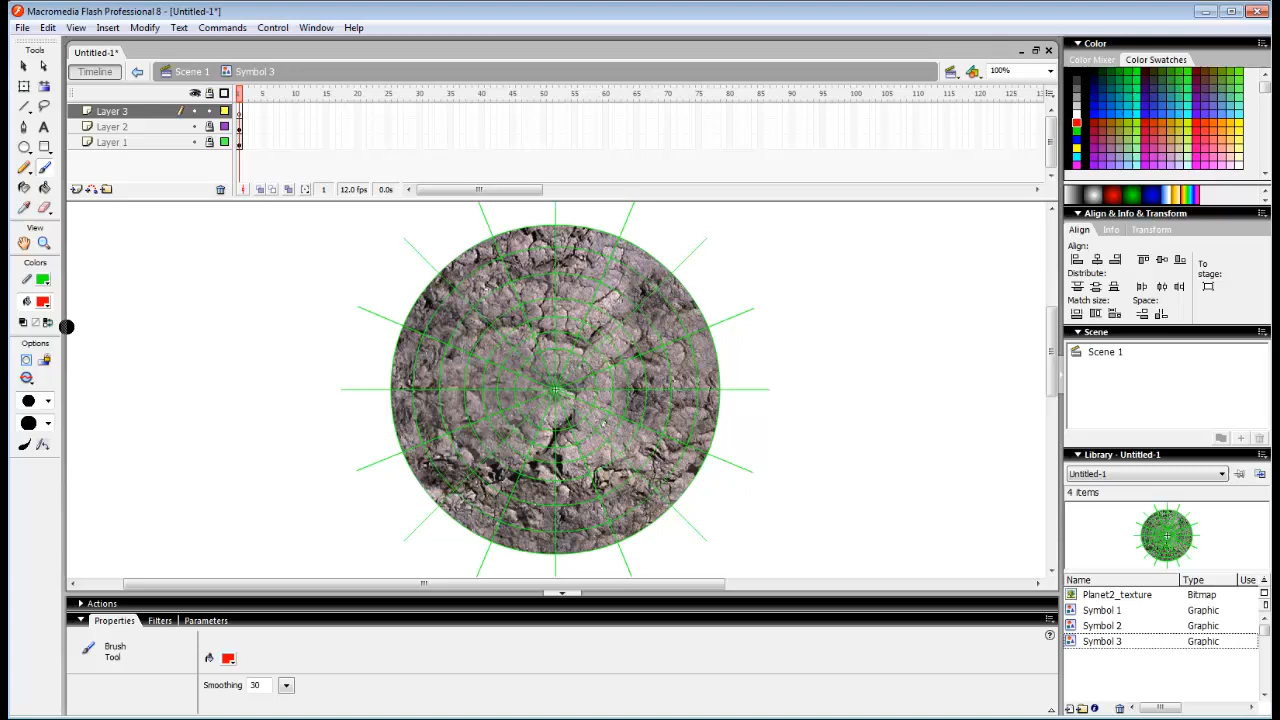 Macromedia Flash Professional 8 - [Untitled-1*]
File Edit View Insert Modify Text Commands Control Window Help
Tools
Untitled-1*
Timeline Scene 1 Symbol 3 100%
5 10 15 20 25 30 35 40 45 50 55 60 65 70 75 80 85 90 95 100 105 110 115 120 125
Layer 3
Layer 2
Layer 1
1 12.0 fps 0.0s
View
Colors
Options
Actions
Properties Filters Parameters
Brush
Tool
Smoothing 30
Color
Color Mixer Color Swatches
Align & Info & Transform
Align Info Transform
Align:
To
stage:
Distribute:
Match size: Space:
Scene
Scene 1
Library - Untitled-1
Untitled-1
4 items
Name Type Use
Planet2_texture Bitmap
Symbol 1 Graphic
Symbol 2 Graphic
Symbol 3 Graphic